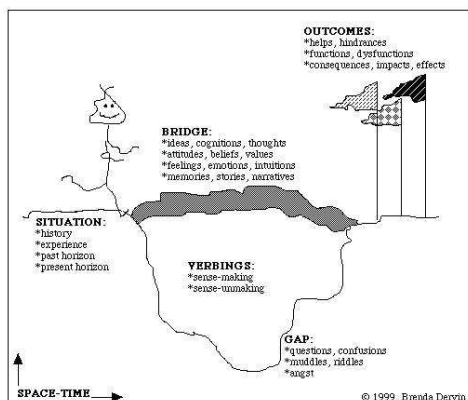 OUTCOMES:
*helps, hindrances
*functions, dysfunctions
*consequences, impacts, effects
BRIDGE:
*ideas, cognitions, thoughts
*attitudes, beliefs, values
*feelings, emotions, intuitions
*memories, stories, narratives
SITUATION:
*history
*experience
*past horizon
*present horizon
VERBINGS:
*sense-making
*sense-unmaking
GAP:
*questions, confusions
*muddles, riddles
*angst
SPACE-TIME
© 1999 Brenda Dervin